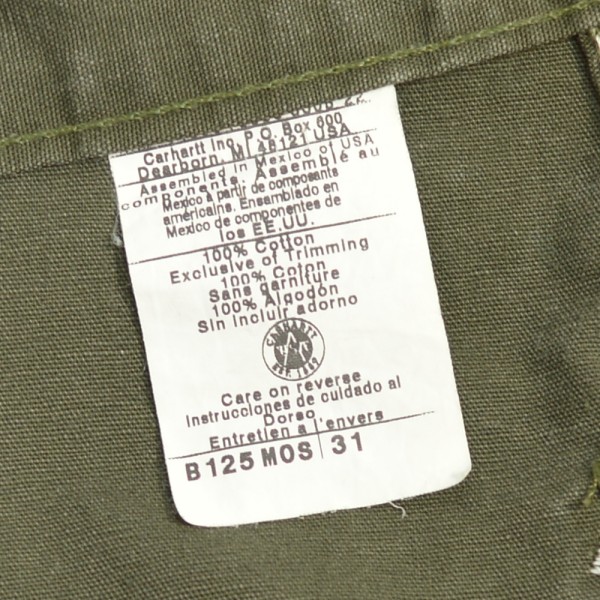 Carhartt Inc. P.O. Box 600
Dearborn, MI 48121 USA
Assembled in Mexico of USA
components. Assemblé au
Mexico à partir de composants
américains. Ensamblado en
Mexico de componentes de
los EE.UU.
100% Cotton
Exclusive of Trimming
100% Coton
Sans garniture
100% Algodón
Sin incluir adorno
CARHARTT
EST. 1889
Care on reverse
Instrucciones de cuidado al
Dorso
Entretien a l'envers
B125 MOS 31